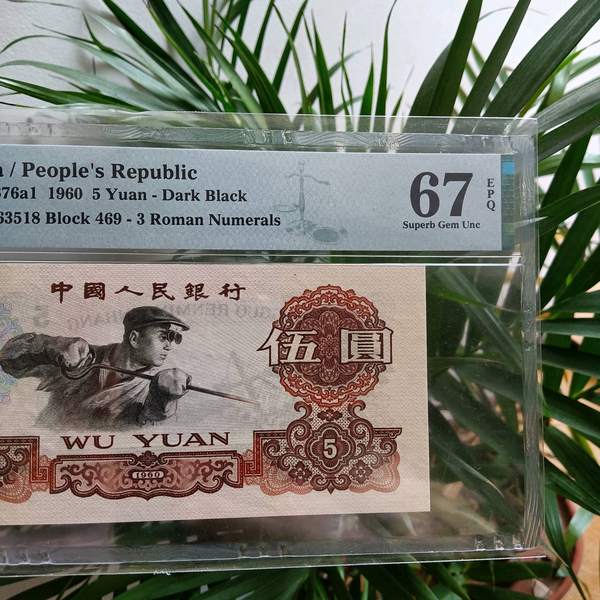 / People's Republic
376a1 1960 5 Yuan - Dark Black
63518 Block 469 - 3 Roman Numerals
67
EPQ
Superb Gem Unc
中國人民銀行
伍圓
WU YUAN
5
1960